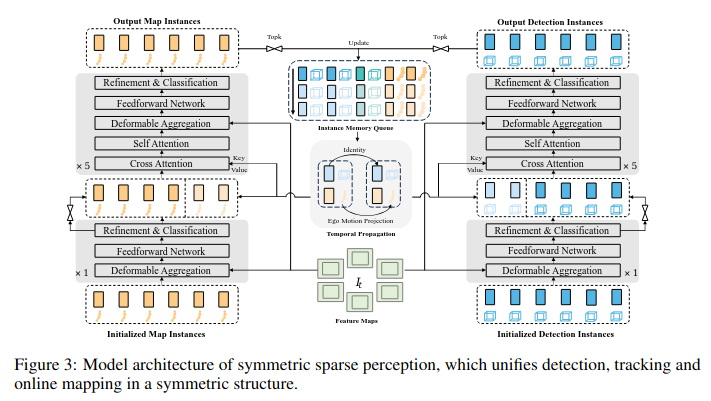 Output Map Instances
Output Detection Instances
Topk
Update
Topk
Refinement & Classification
Feedforward Network
Deformable Aggregation
Self Attention
Cross Attention
× 5
Key
Value
Instance Memory Queue
Identity
Ego Motion Projection
Temporal Propagation
Refinement & Classification
Feedforward Network
Deformable Aggregation
Self Attention
Cross Attention
× 5
Key
Value
Refinement & Classification
Feedforward Network
Deformable Aggregation
× 1
Initialized Map Instances
I_t
Feature Maps
Refinement & Classification
Feedforward Network
Deformable Aggregation
× 1
Initialized Detection Instances
Figure 3: Model architecture of symmetric sparse perception, which unifies detection, tracking and
online mapping in a symmetric structure.